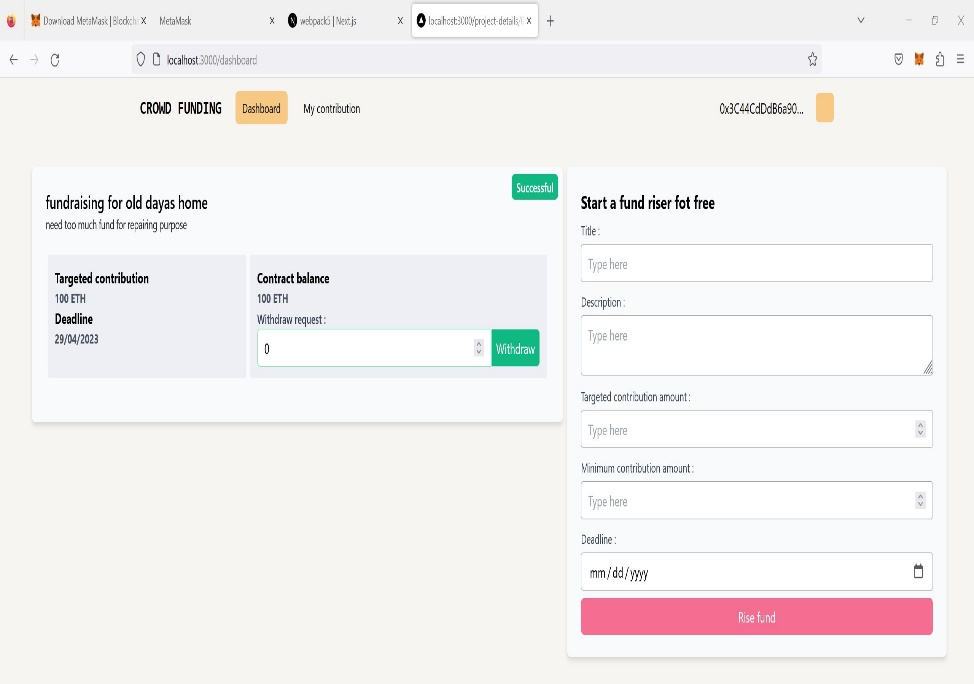 Download MetaMask | Blockcha
MetaMask
webpack5 | Next.js
localhost:3000/project-details/
localhost:3000/dashboard
CROWD FUNDING
Dashboard
My contribution
0x3C44CdDdB6a90...
Successful
fundraising for old dayas home
need too much fund for repairing purpose
Targeted contribution
100 ETH
Deadline
29/04/2023
Contract balance
100 ETH
Withdraw request :
0
Withdraw
Start a fund riser fot free
Title :
Type here
Description :
Type here
Targeted contribution amount :
Type here
Minimum contribution amount :
Type here
Deadline :
mm / dd / yyyy
Rise fund